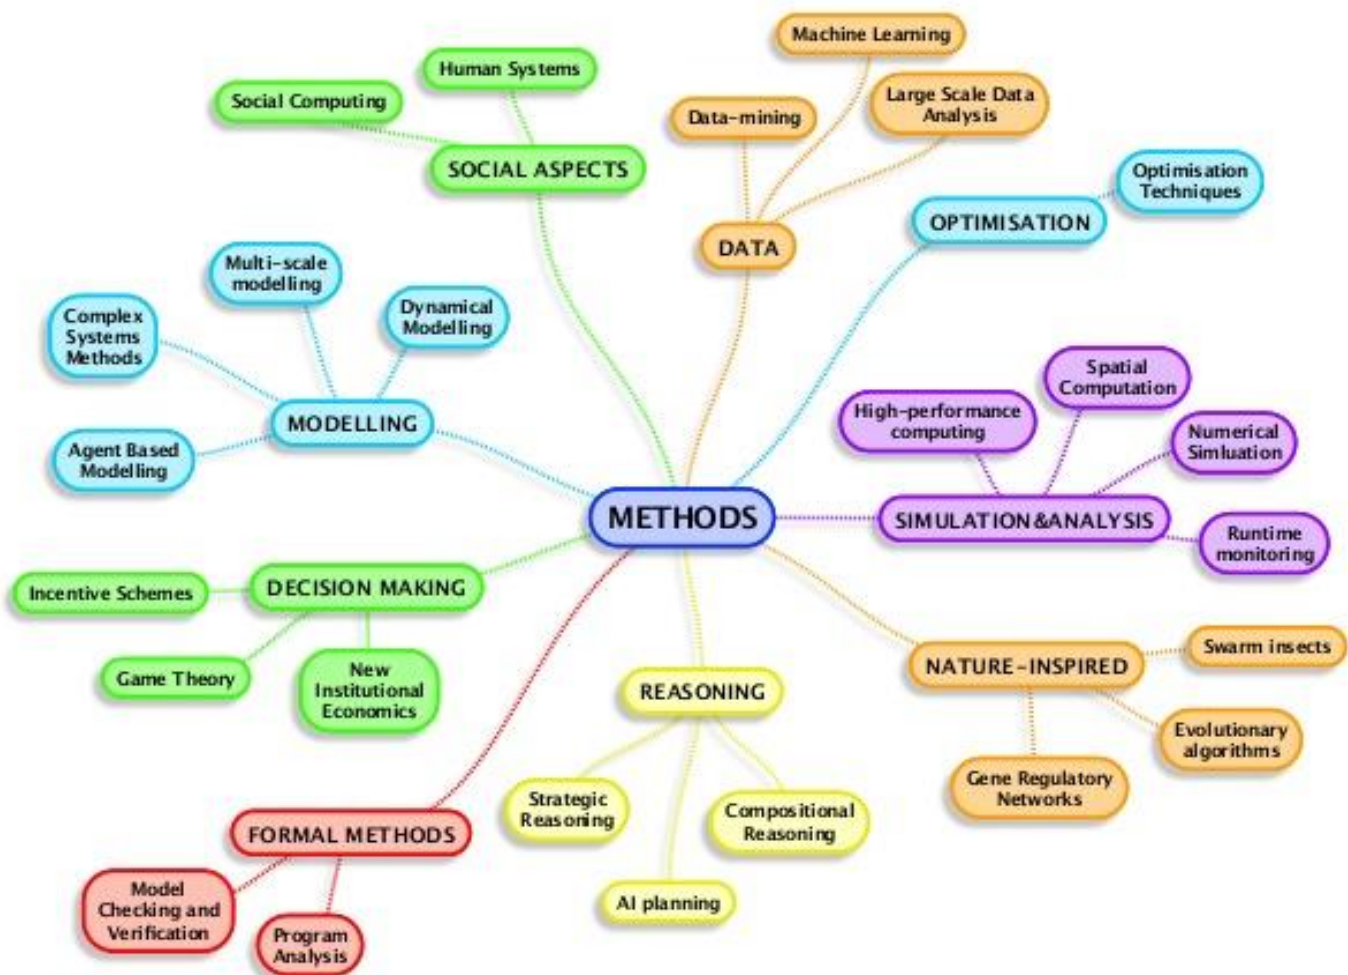 Machine Learning
Human Systems
Social Computing
Large Scale Data
Analysis
Data-mining
SOCIAL ASPECTS
Optimisation
Techniques
OPTIMISATION
DATA
Multi-scale
modelling
Complex
Systems
Methods
Dynamical
Modelling
MODELLING
Agent Based
Modelling
Spatial
Computation
High-performance
computing
Numerical
Simluation
METHODS
SIMULATION&ANALYSIS
Runtime
monitoring
DECISION MAKING
Incentive Schemes
Game Theory
New
Institutional
Economics
REASONING
NATURE-INSPIRED
Swarm insects
Evolutionary
algorithms
Gene Regulatory
Networks
Strategic
Reasoning
Compositional
Reasoning
AI planning
FORMAL METHODS
Model
Checking and
Verification
Program
Analysis